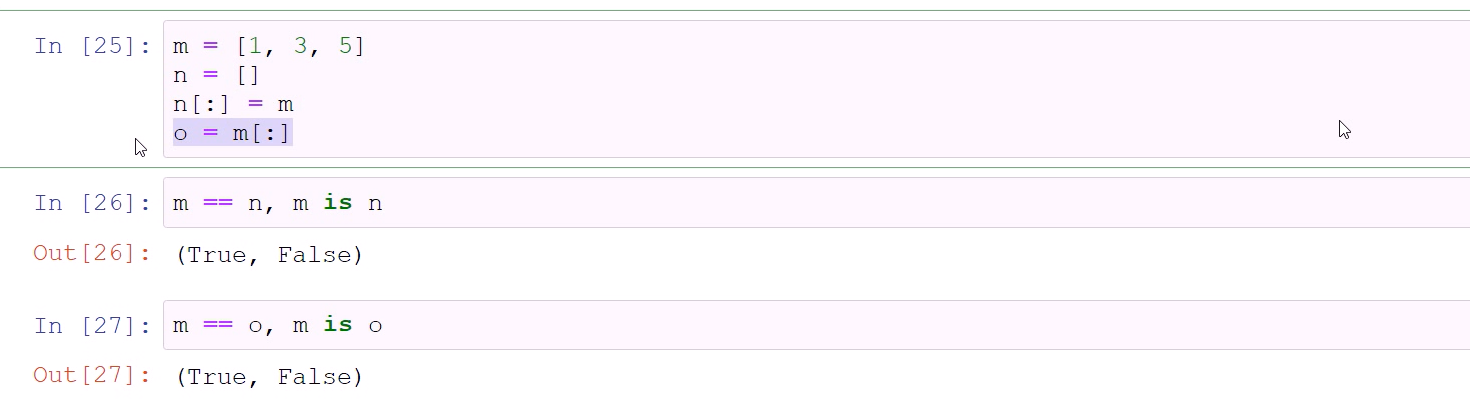 In [25]: m = [1, 3, 5]
n = []
n[:] = m
o = m[:]
In [26]: m == n, m is n
Out[26]: (True, False)
In [27]: m == o, m is o
Out[27]: (True, False)